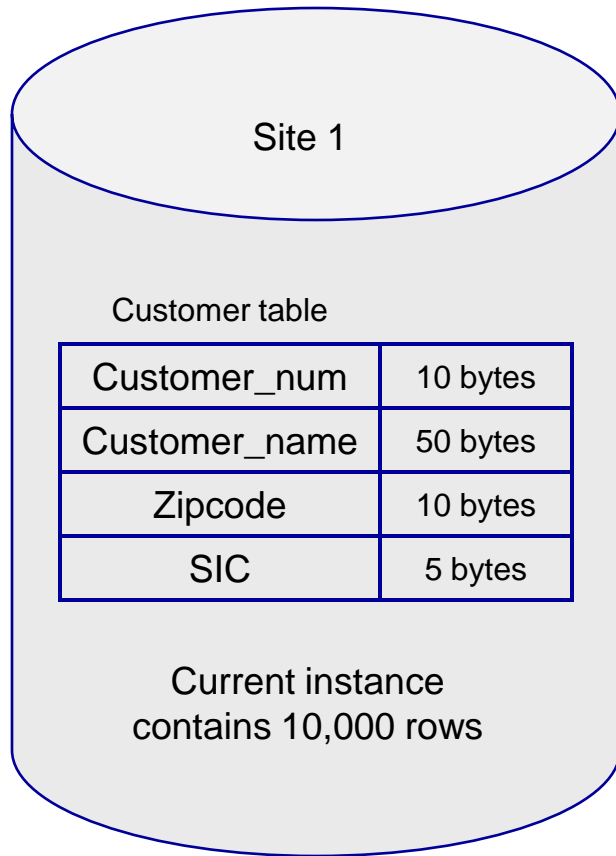 Site 1
Customer table
Customer_num 10 bytes
Customer_name 50 bytes
Zipcode 10 bytes
SIC 5 bytes
Current instance
contains 10,000 rows